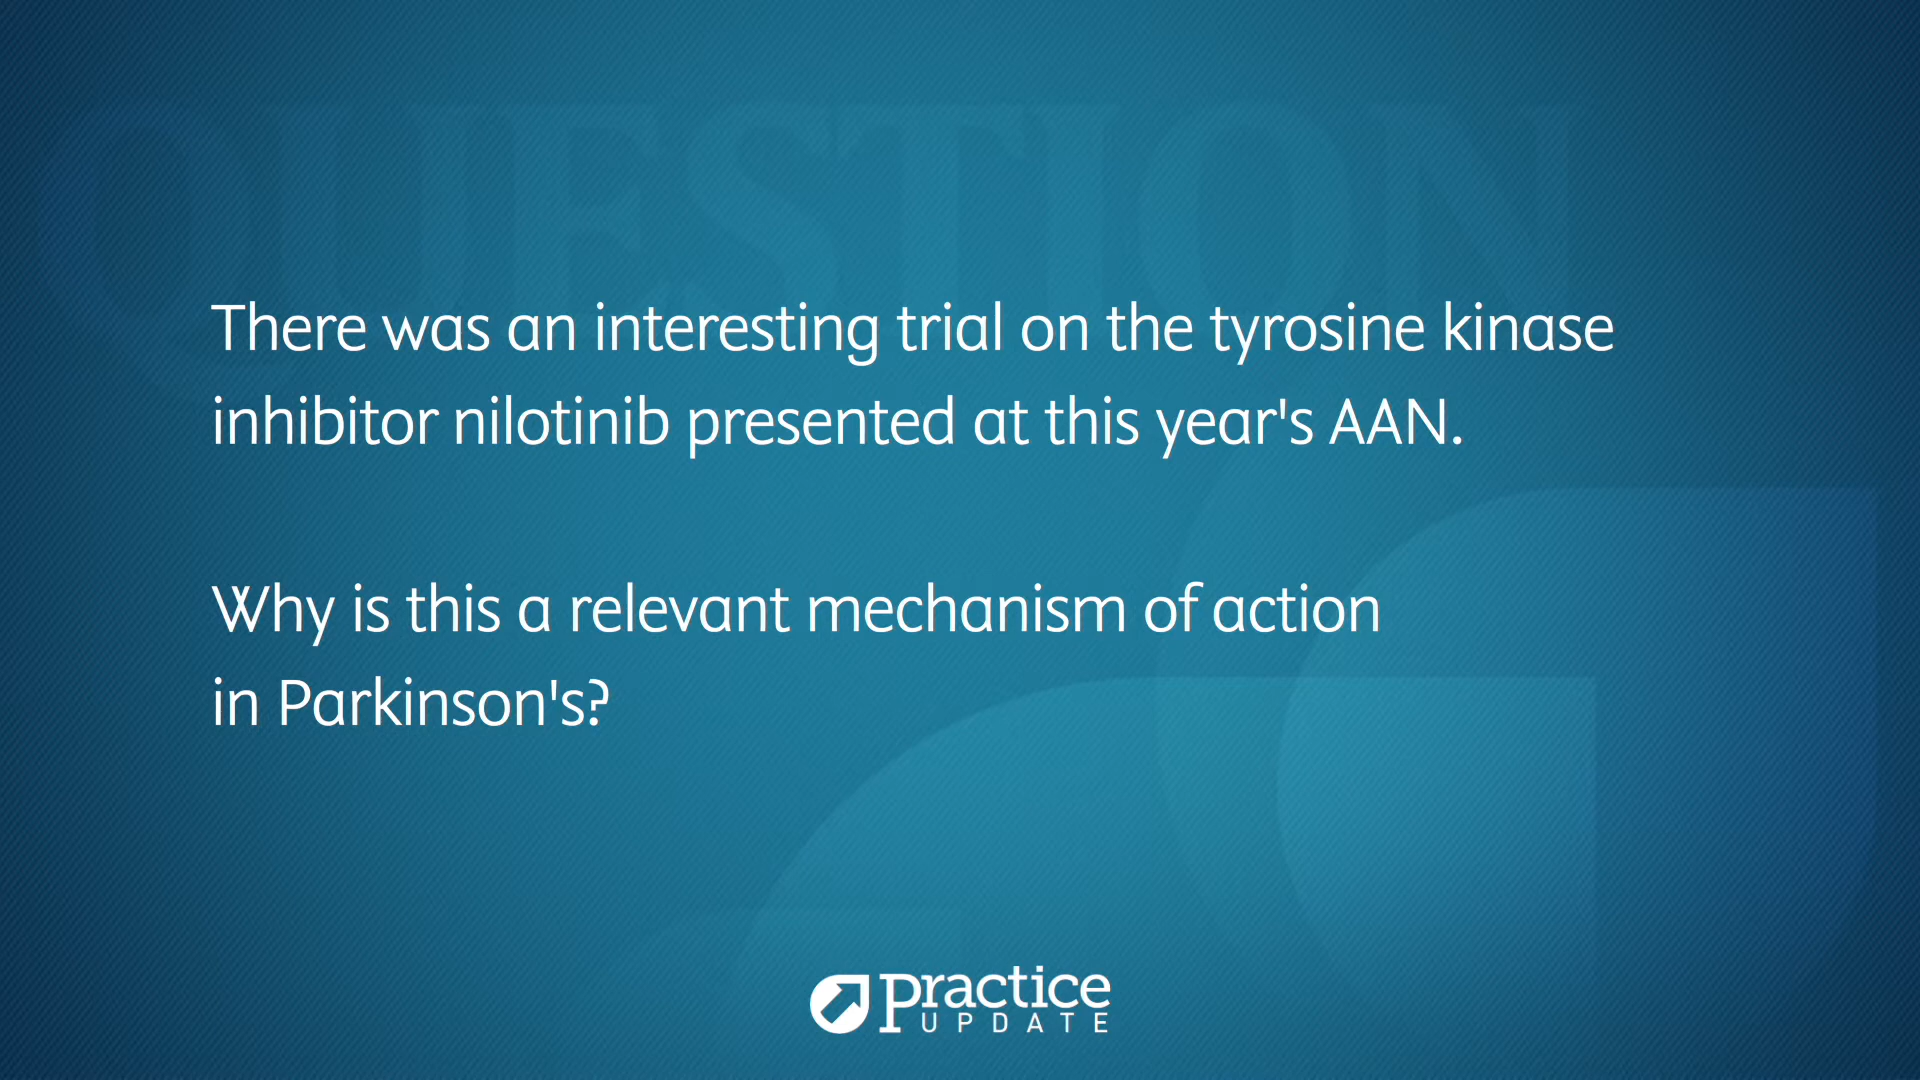 QUESTION
There was an interesting trial on the tyrosine kinase
inhibitor nilotinib presented at this year's AAN.
Why is this a relevant mechanism of action
in Parkinson's?
Practice
UPDATE